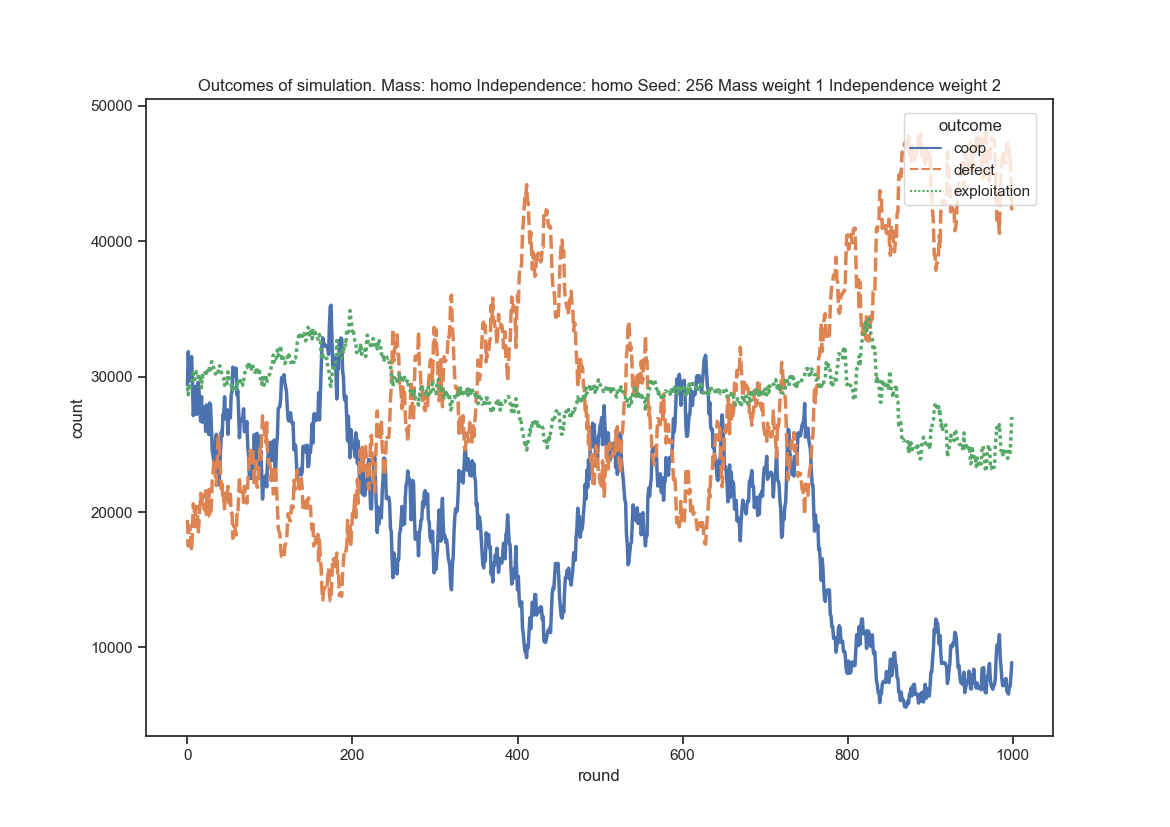 Outcomes of simulation. Mass: homo Independence: homo Seed: 256 Mass weight 1 Independence weight 2
50000
40000
30000
20000
10000
count
outcome
coop
defect
exploitation
0
200
400
600
800
1000
round